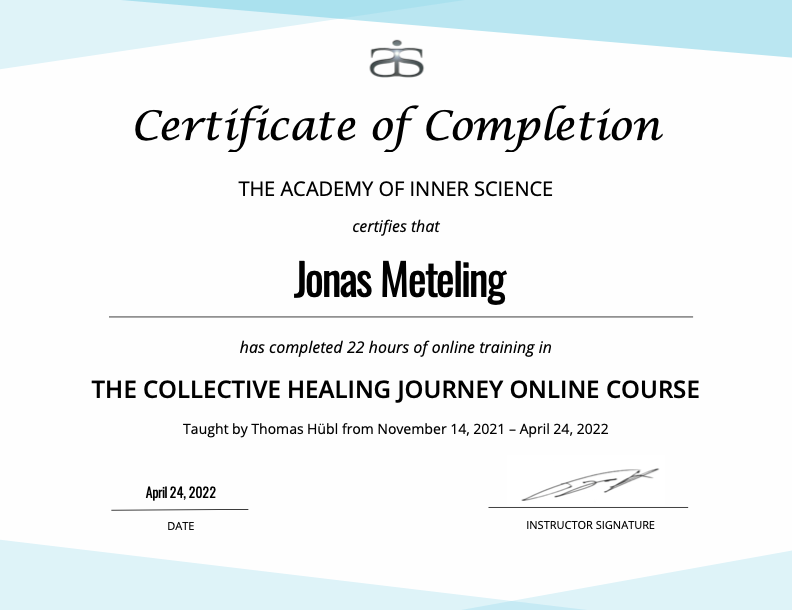 Certificate of Completion
THE ACADEMY OF INNER SCIENCE
certifies that
Jonas Meteling
has completed 22 hours of online training in
THE COLLECTIVE HEALING JOURNEY ONLINE COURSE
Taught by Thomas Hübl from November 14, 2021 – April 24, 2022
April 24, 2022
DATE
INSTRUCTOR SIGNATURE